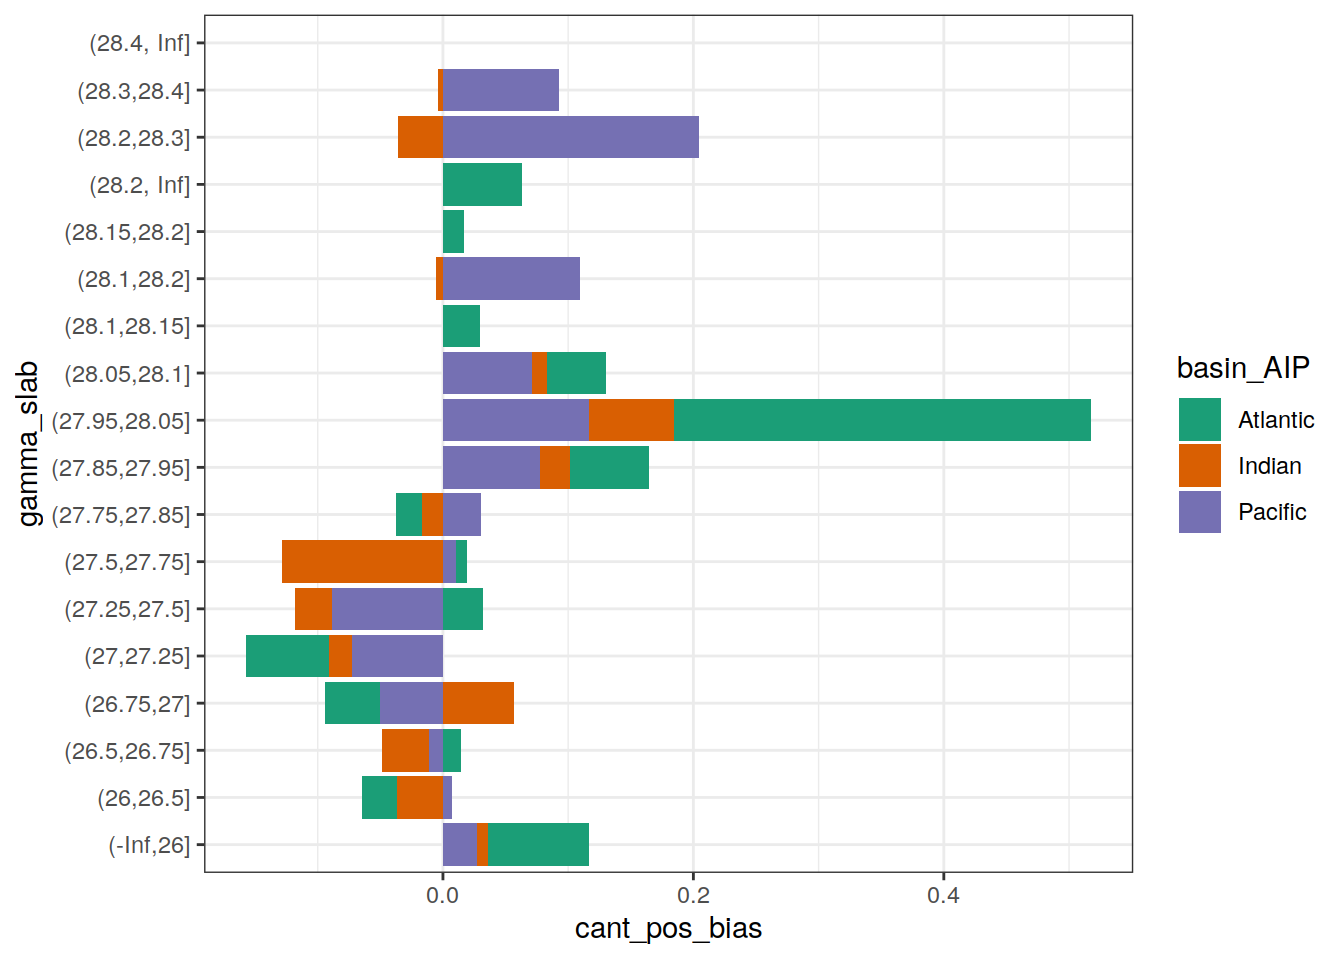 (28.4, Inf]
(28.3,28.4]
(28.2,28.3]
(28.2, Inf]
(28.15,28.2]
(28.1,28.2]
(28.1,28.15]
(28.05,28.1]
(27.95,28.05]
(27.85,27.95]
(27.75,27.85]
(27.5,27.75]
(27.25,27.5]
(27,27.25]
(26.75,27]
(26.5,26.75]
(26,26.5]
(-Inf,26]
gamma_slab
0.0 0.2 0.4
cant_pos_bias
basin_AIP
Atlantic
Indian
Pacific